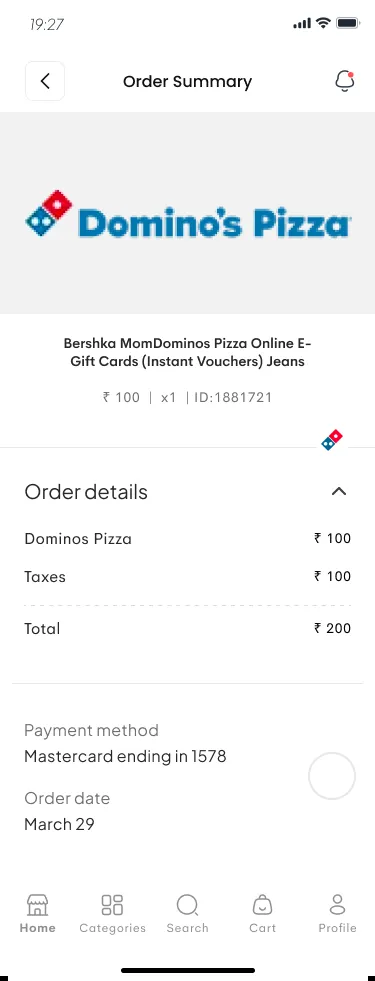 19:27
Order Summary
Domino's Pizza
Bershka MomDominos Pizza Online E-
Gift Cards (Instant Vouchers) Jeans
₹ 100 | x1 | ID:1881721
Order details
Dominos Pizza ₹ 100
Taxes ₹ 100
Total ₹ 200
Payment method
Mastercard ending in 1578
Order date
March 29
Home Categories Search Cart Profile